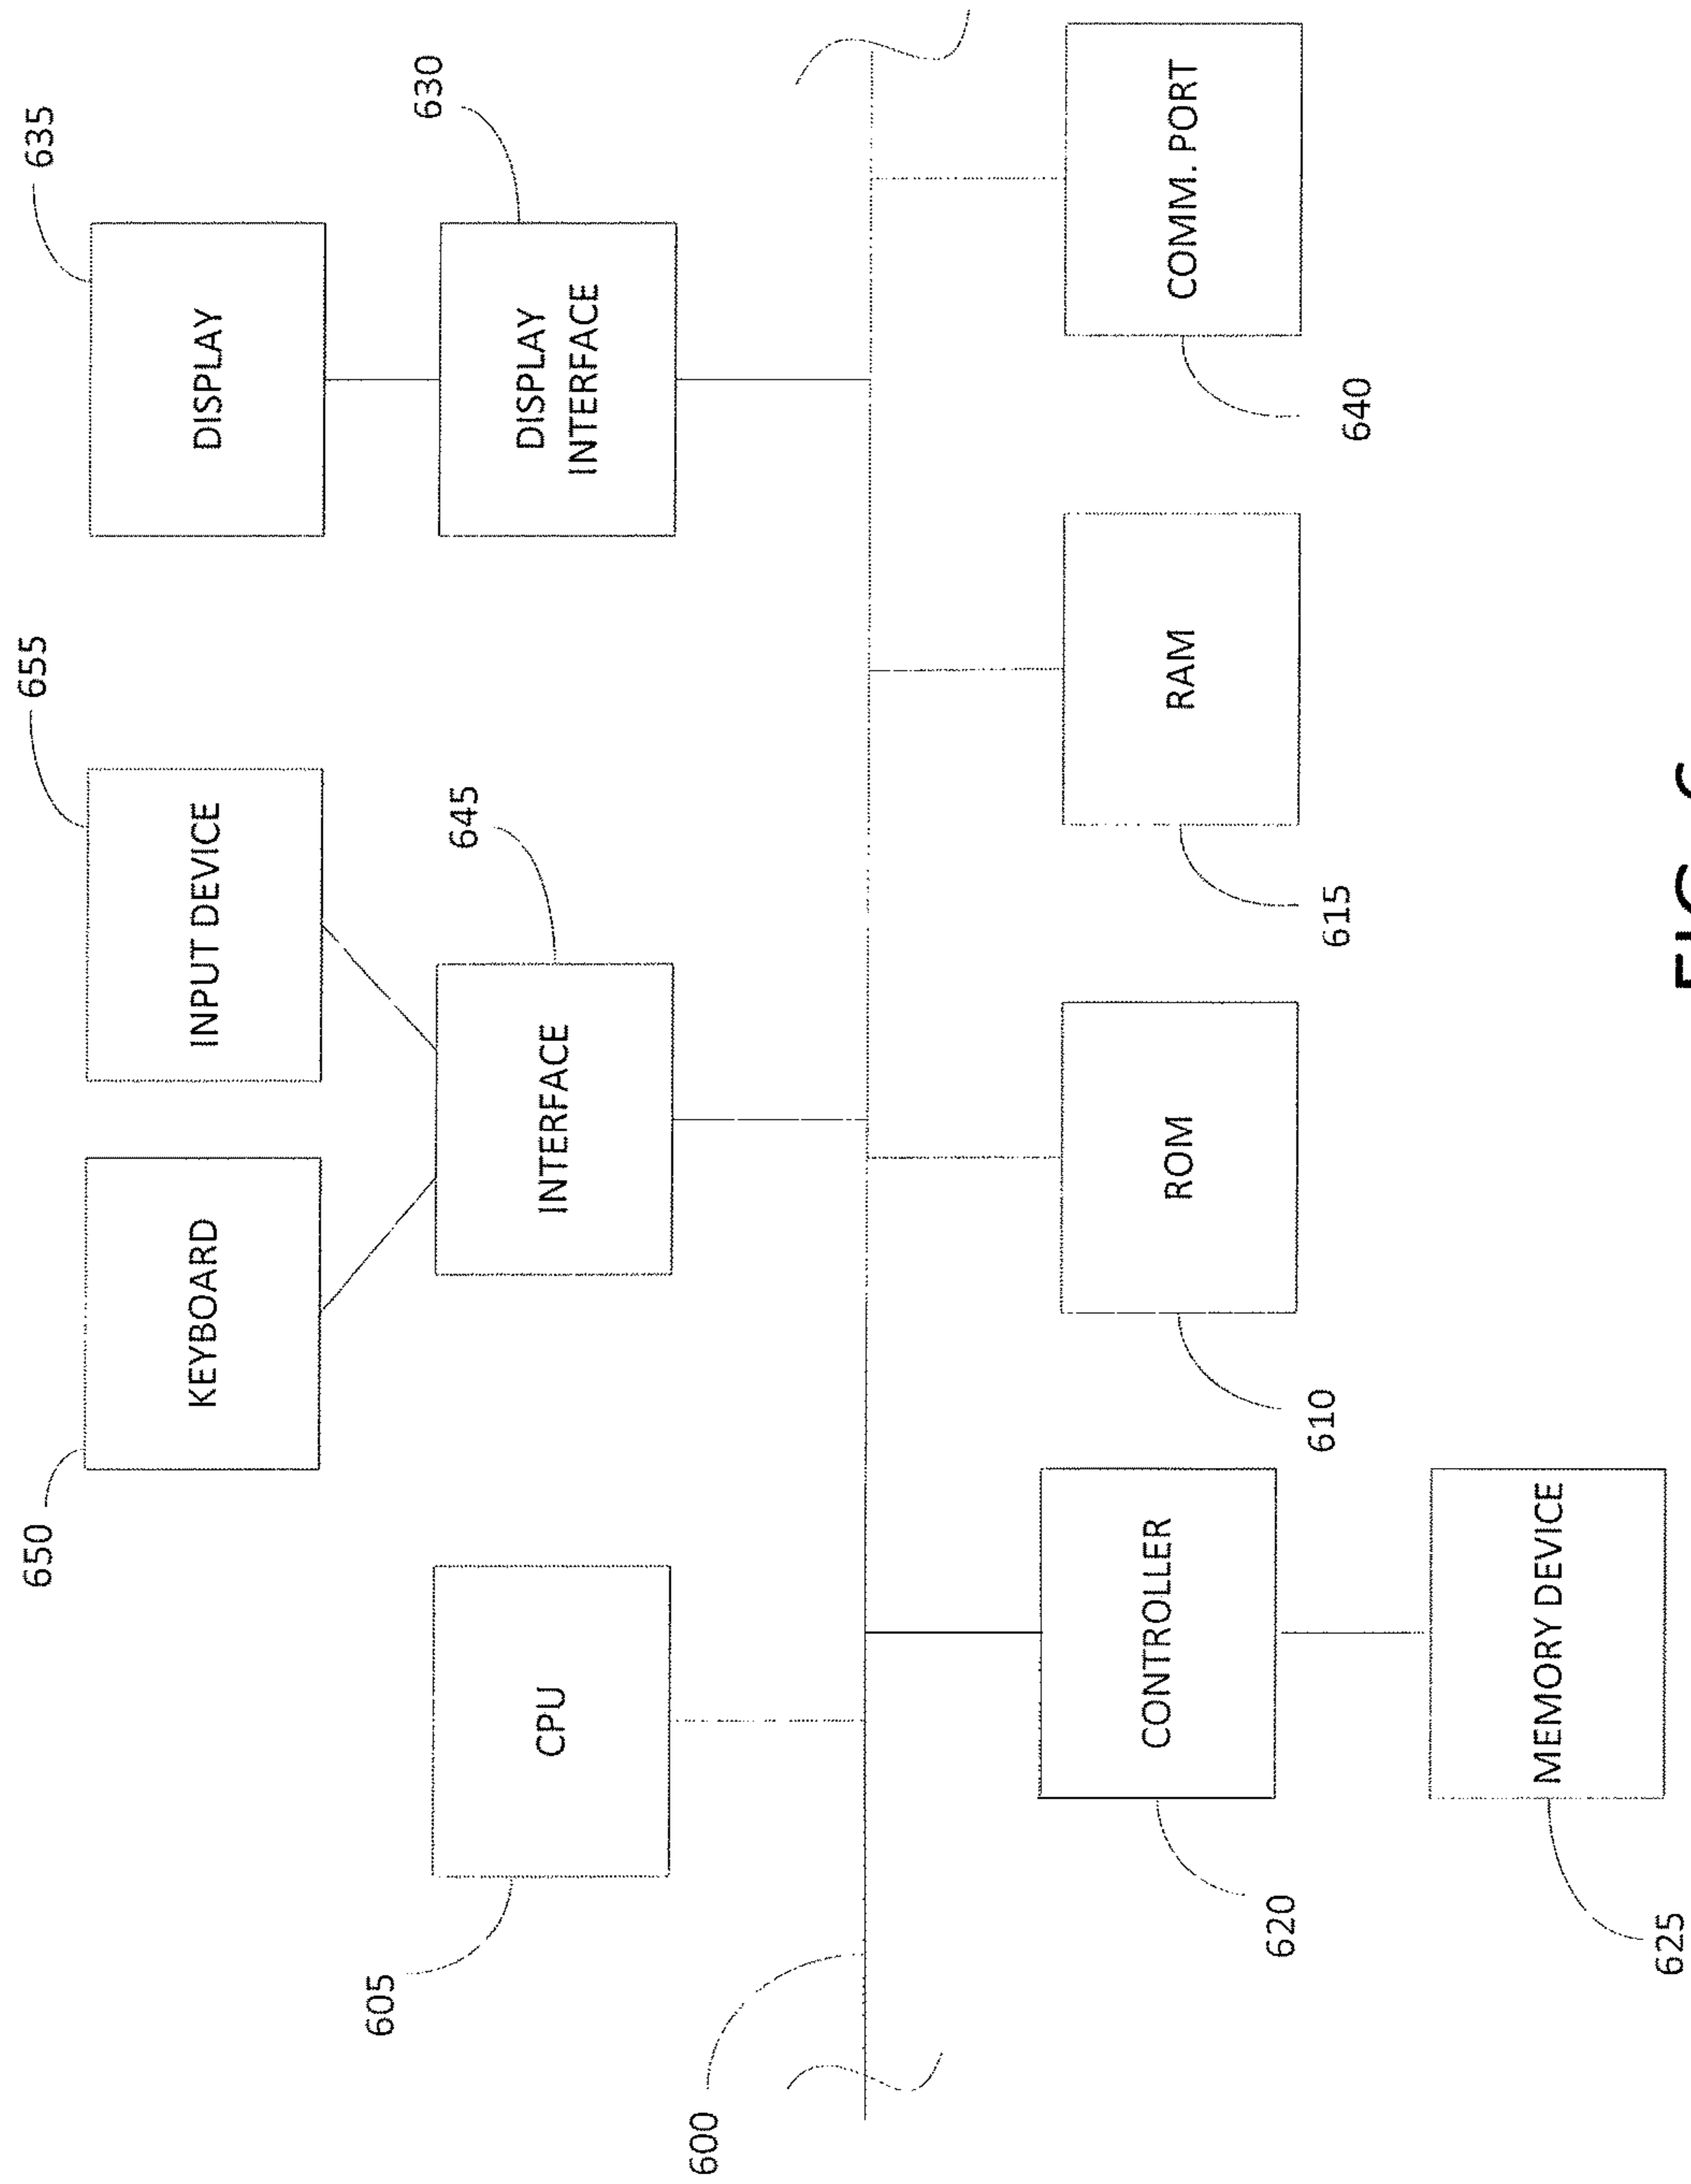 650
655
635
KEYBOARD
INPUT DEVICE
DISPLAY
605
645
630
CPU
INTERFACE
DISPLAY
INTERFACE
600
CONTROLLER
ROM
RAM
COMM. PORT
620
610
615
640
MEMORY DEVICE
625